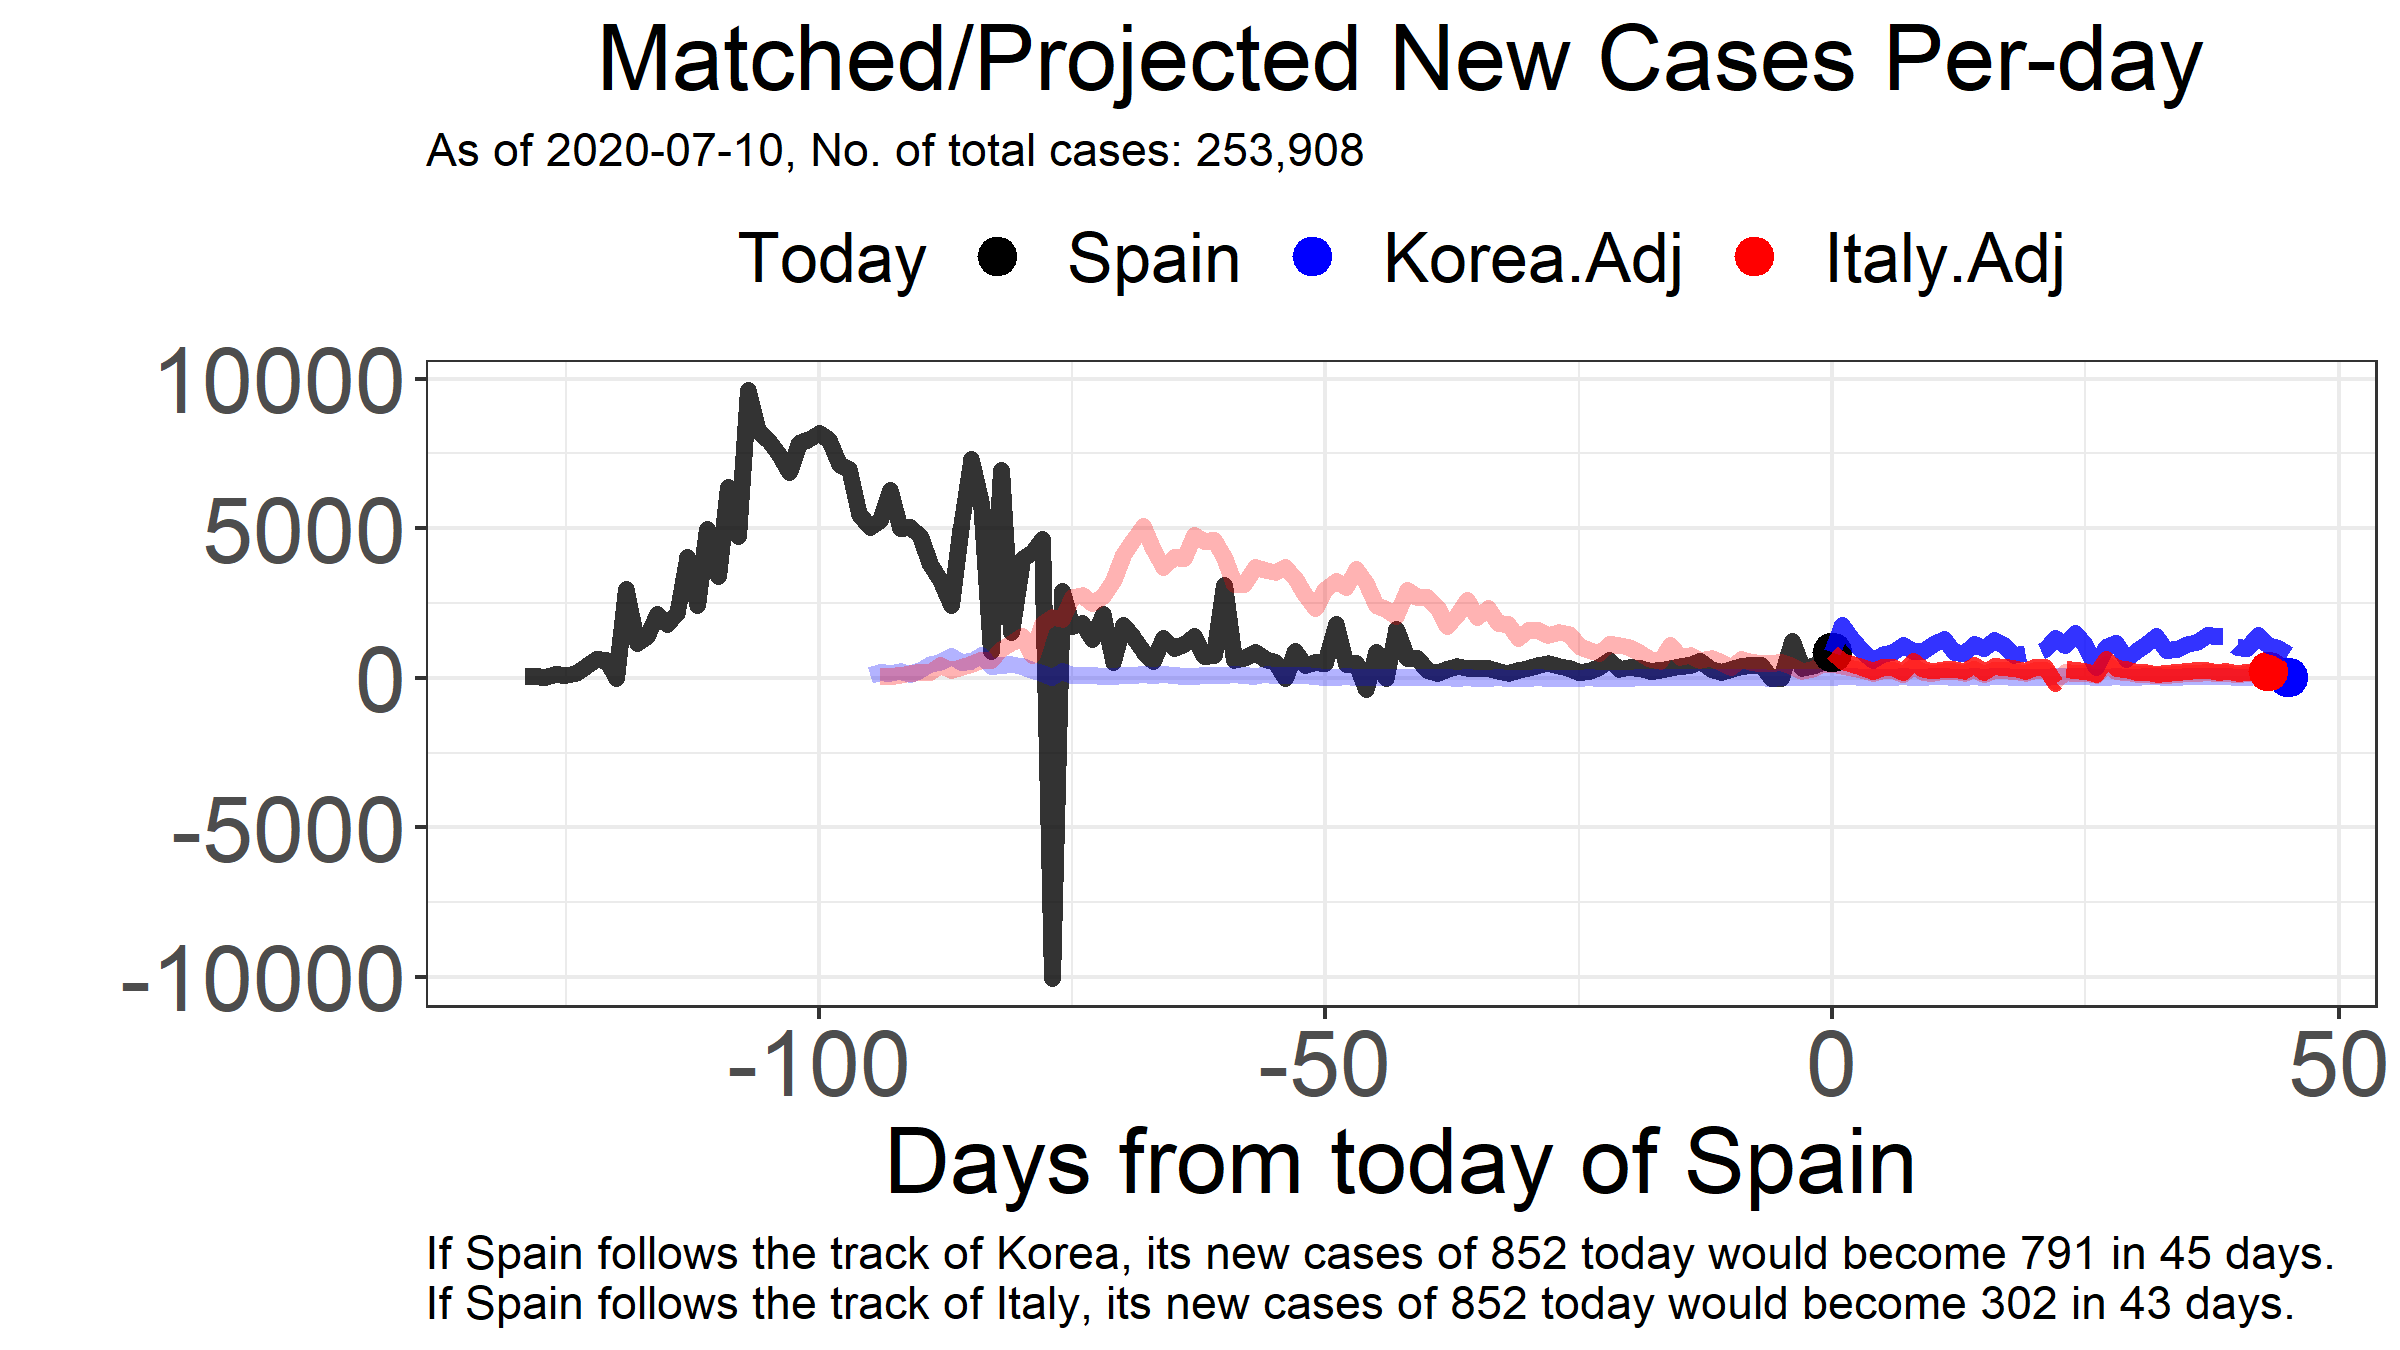 Matched/Projected New Cases Per-day
As of 2020-07-10, No. of total cases: 253,908
Today Spain Korea.Adj Italy.Adj
10000
5000
0
-5000
-10000
-100 -50 0 50
Days from today of Spain
If Spain follows the track of Korea, its new cases of 852 today would become 791 in 45 days.
If Spain follows the track of Italy, its new cases of 852 today would become 302 in 43 days.